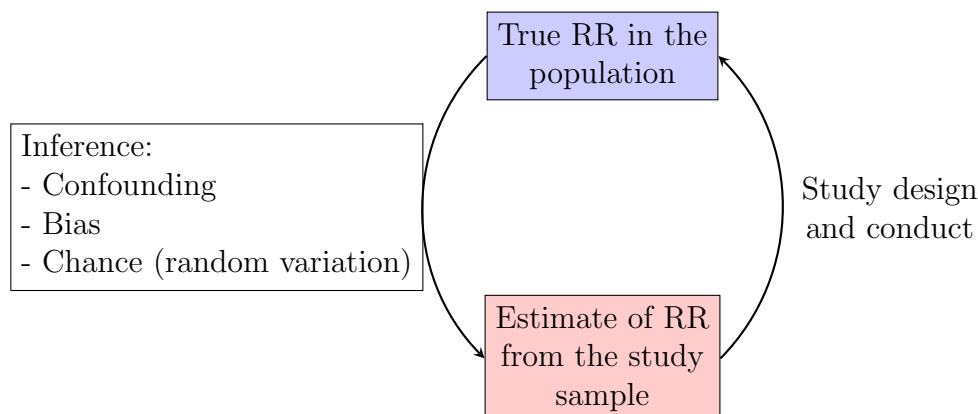 True RR in the
population
Inference:
- Confounding
- Bias
- Chance (random variation)
Study design
and conduct
Estimate of RR
from the study
sample